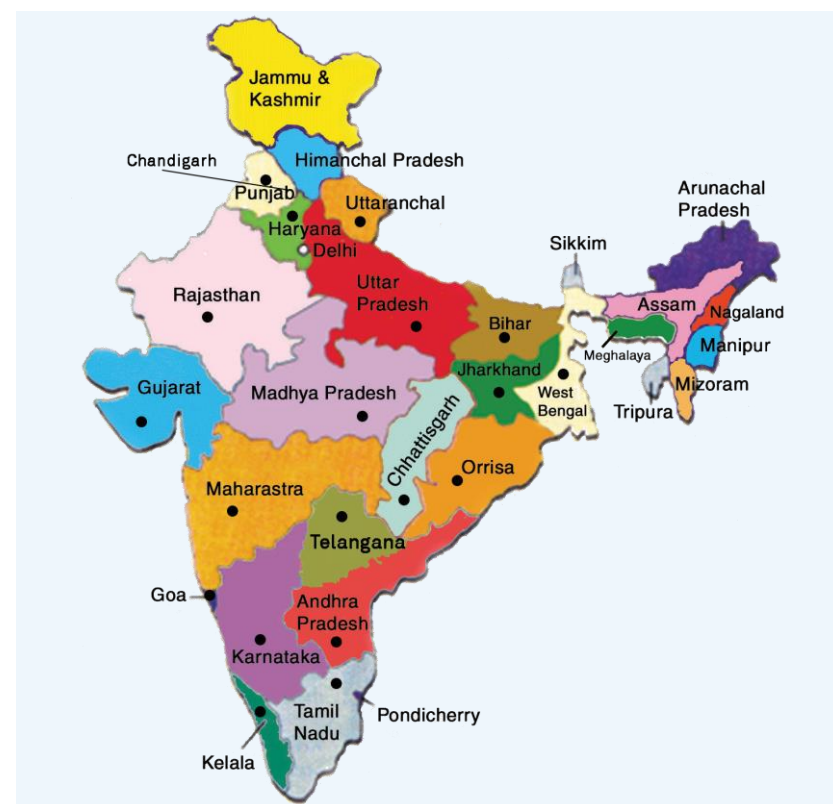 Jammu &
Kashmir
Chandigarh
Himanchal Pradesh
Punjab
Uttaranchal
Arunachal
Pradesh
Haryana
Delhi
Sikkim
Uttar
Pradesh
Rajasthan
Assam
Nagaland
Bihar
Meghalaya
Manipur
Jharkhand
Gujarat
Madhya Pradesh
West
Bengal
Mizoram
Tripura
Chhattisgarh
Orrisa
Maharastra
Telangana
Goa
Andhra
Pradesh
Karnataka
Tamil
Nadu
Pondicherry
Kelala